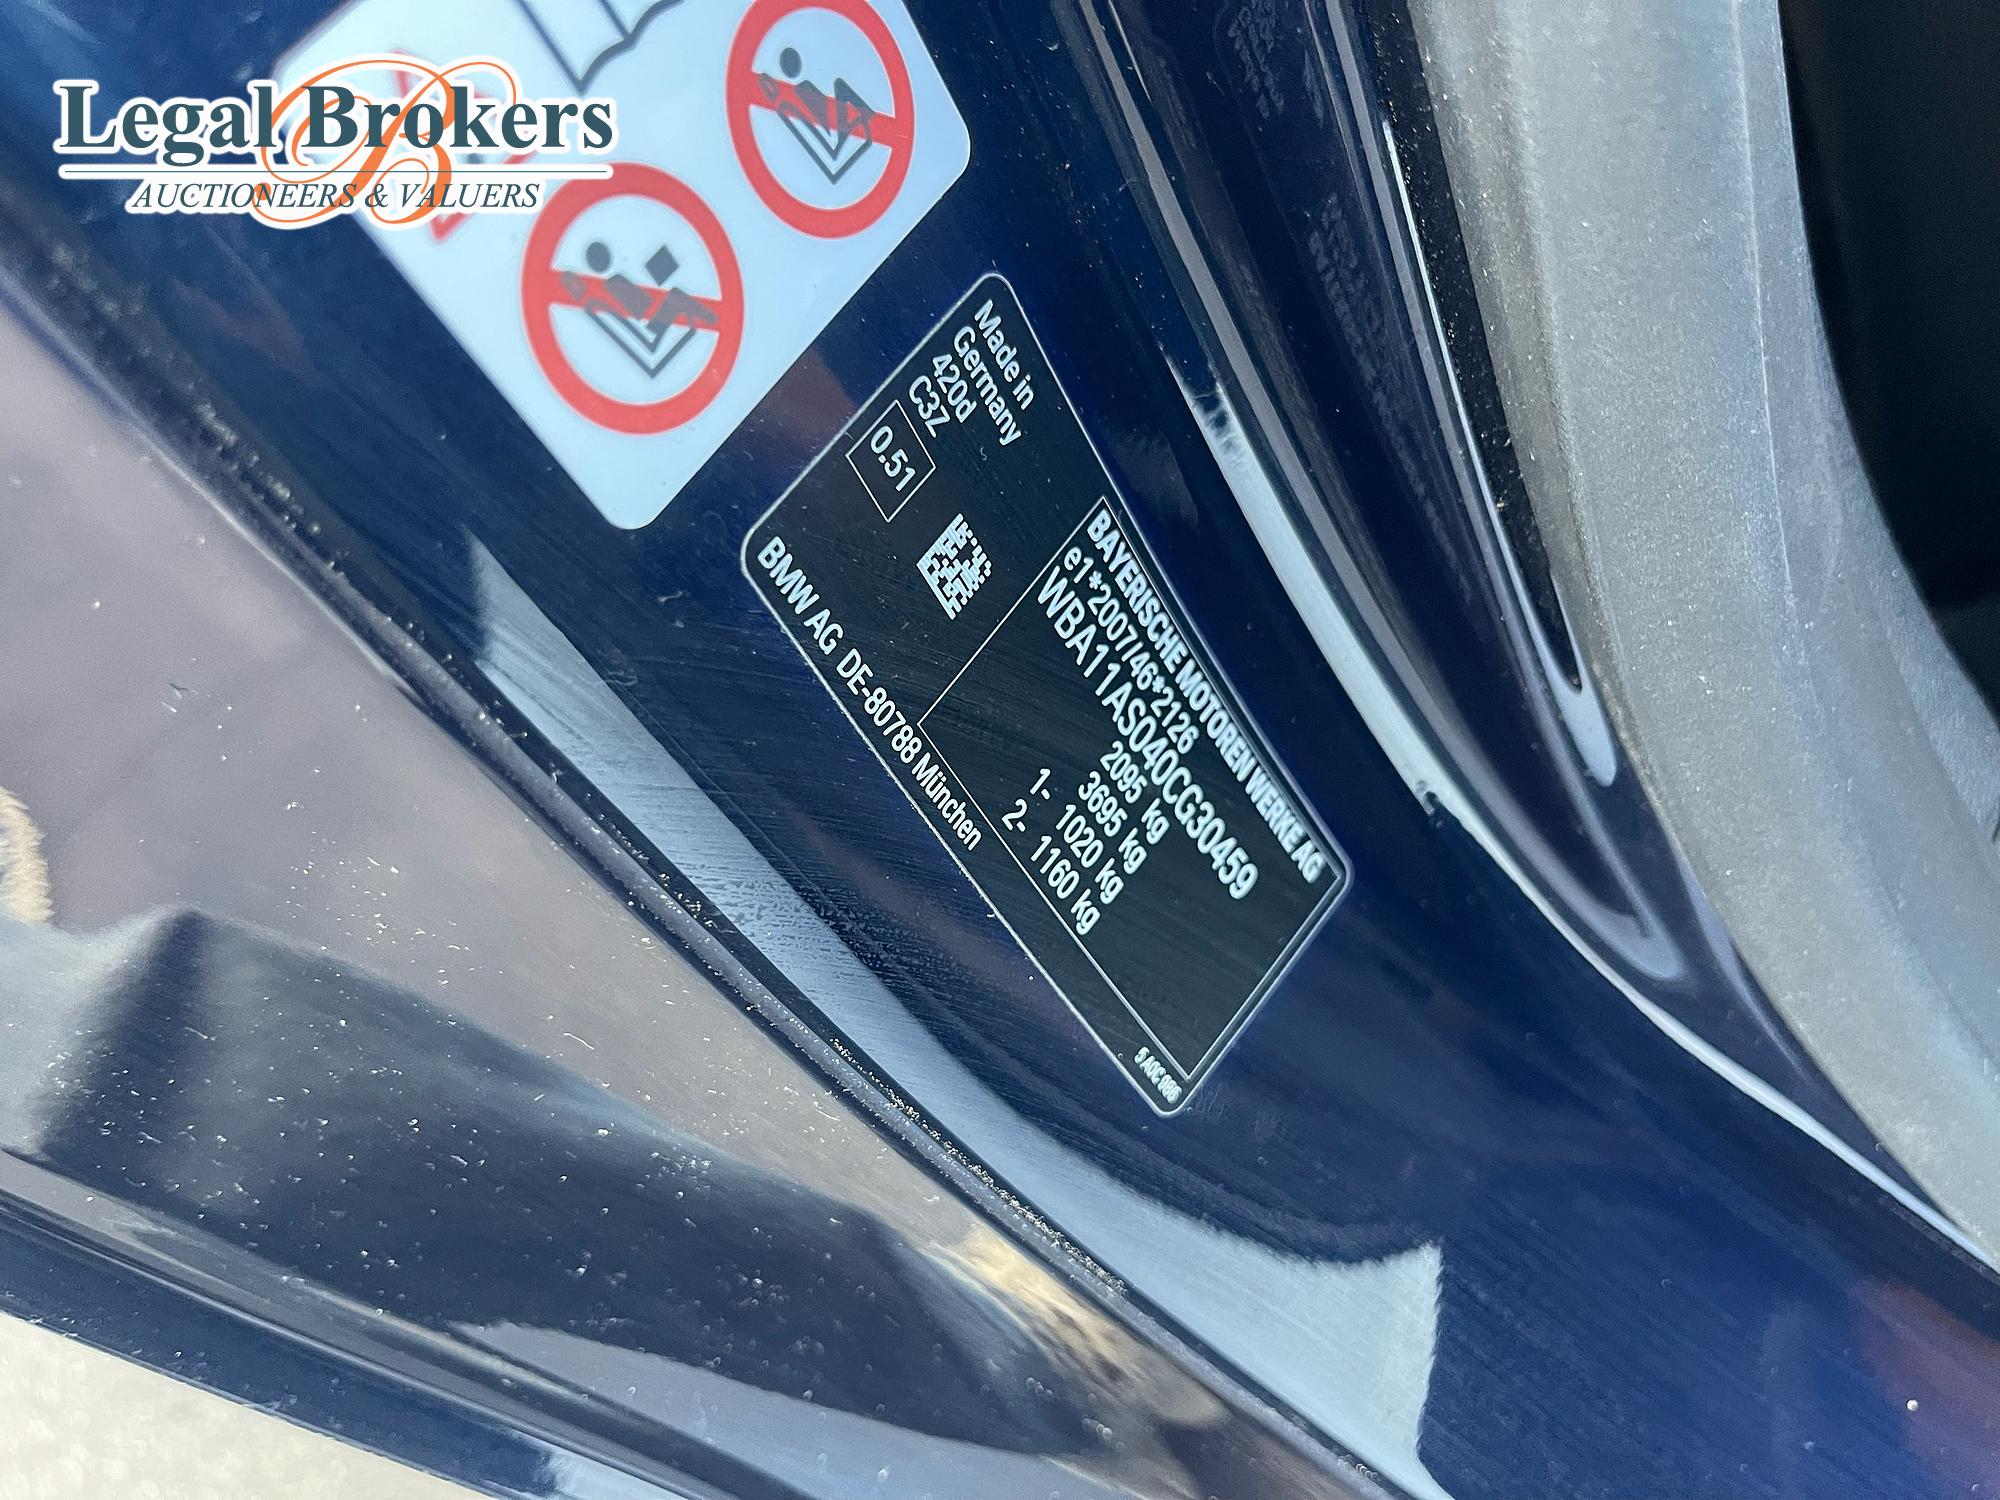 Legal Brokers
AUCTIONEERS & VALUERS
Made in
Germany
420d
C3Z
0.51
BAYERISCHE MOTOREN WERKE AG
e1*2007/46*2126
WBA11AS040CG30459
2095 kg
3695 kg
1- 1020 kg
2- 1160 kg
BMW AG DE-80788 München